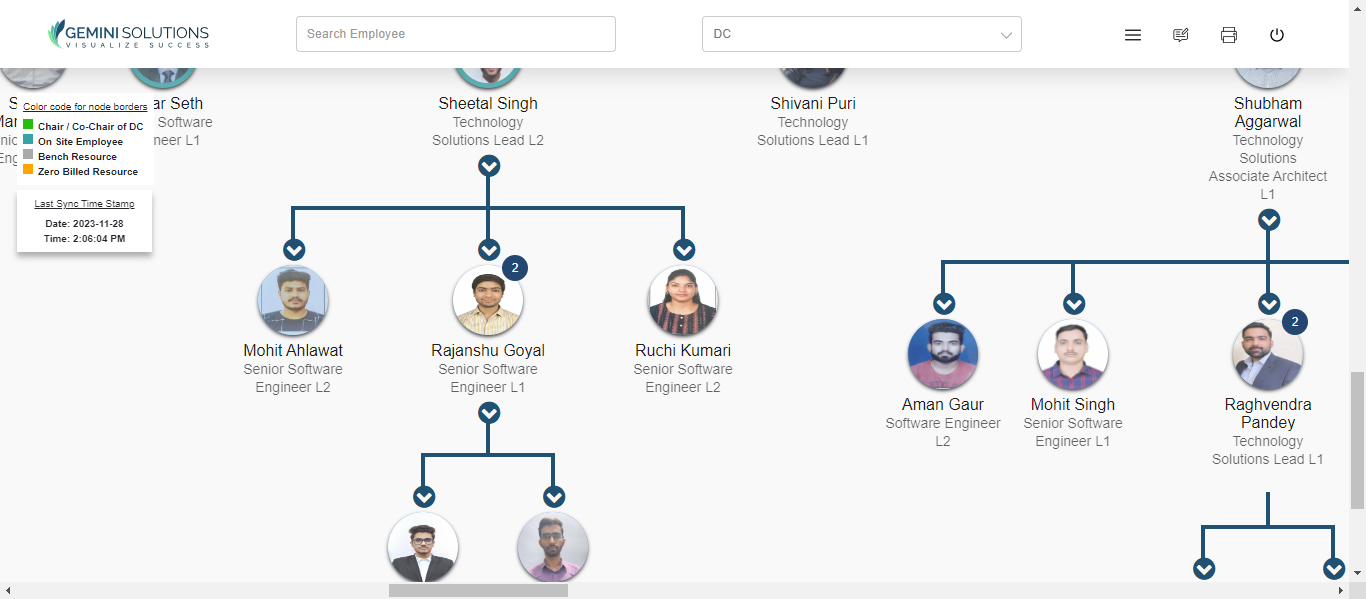 GEMINI SOLUTIONS
VISUALIZE SUCCESS
Search Employee
DC
Color code for node borders
Chair / Co-Chair of DC
On Site Employee
Bench Resource
Zero Billed Resource
Last Sync Time Stamp
Date: 2023-11-28
Time: 2:06:04 PM
Seth
Software
L1
Sheetal Singh
Technology
Solutions Lead L2
Shivani Puri
Technology
Solutions Lead L1
Shubham
Aggarwal
Technology
Solutions
Associate Architect
L1
Mohit Ahlawat
Senior Software
Engineer L2
2
Rajanshu Goyal
Senior Software
Engineer L1
Ruchi Kumari
Senior Software
Engineer L2
Aman Gaur
Software Engineer
L2
Mohit Singh
Senior Software
Engineer L1
2
Raghvendra
Pandey
Technology
Solutions Lead L1